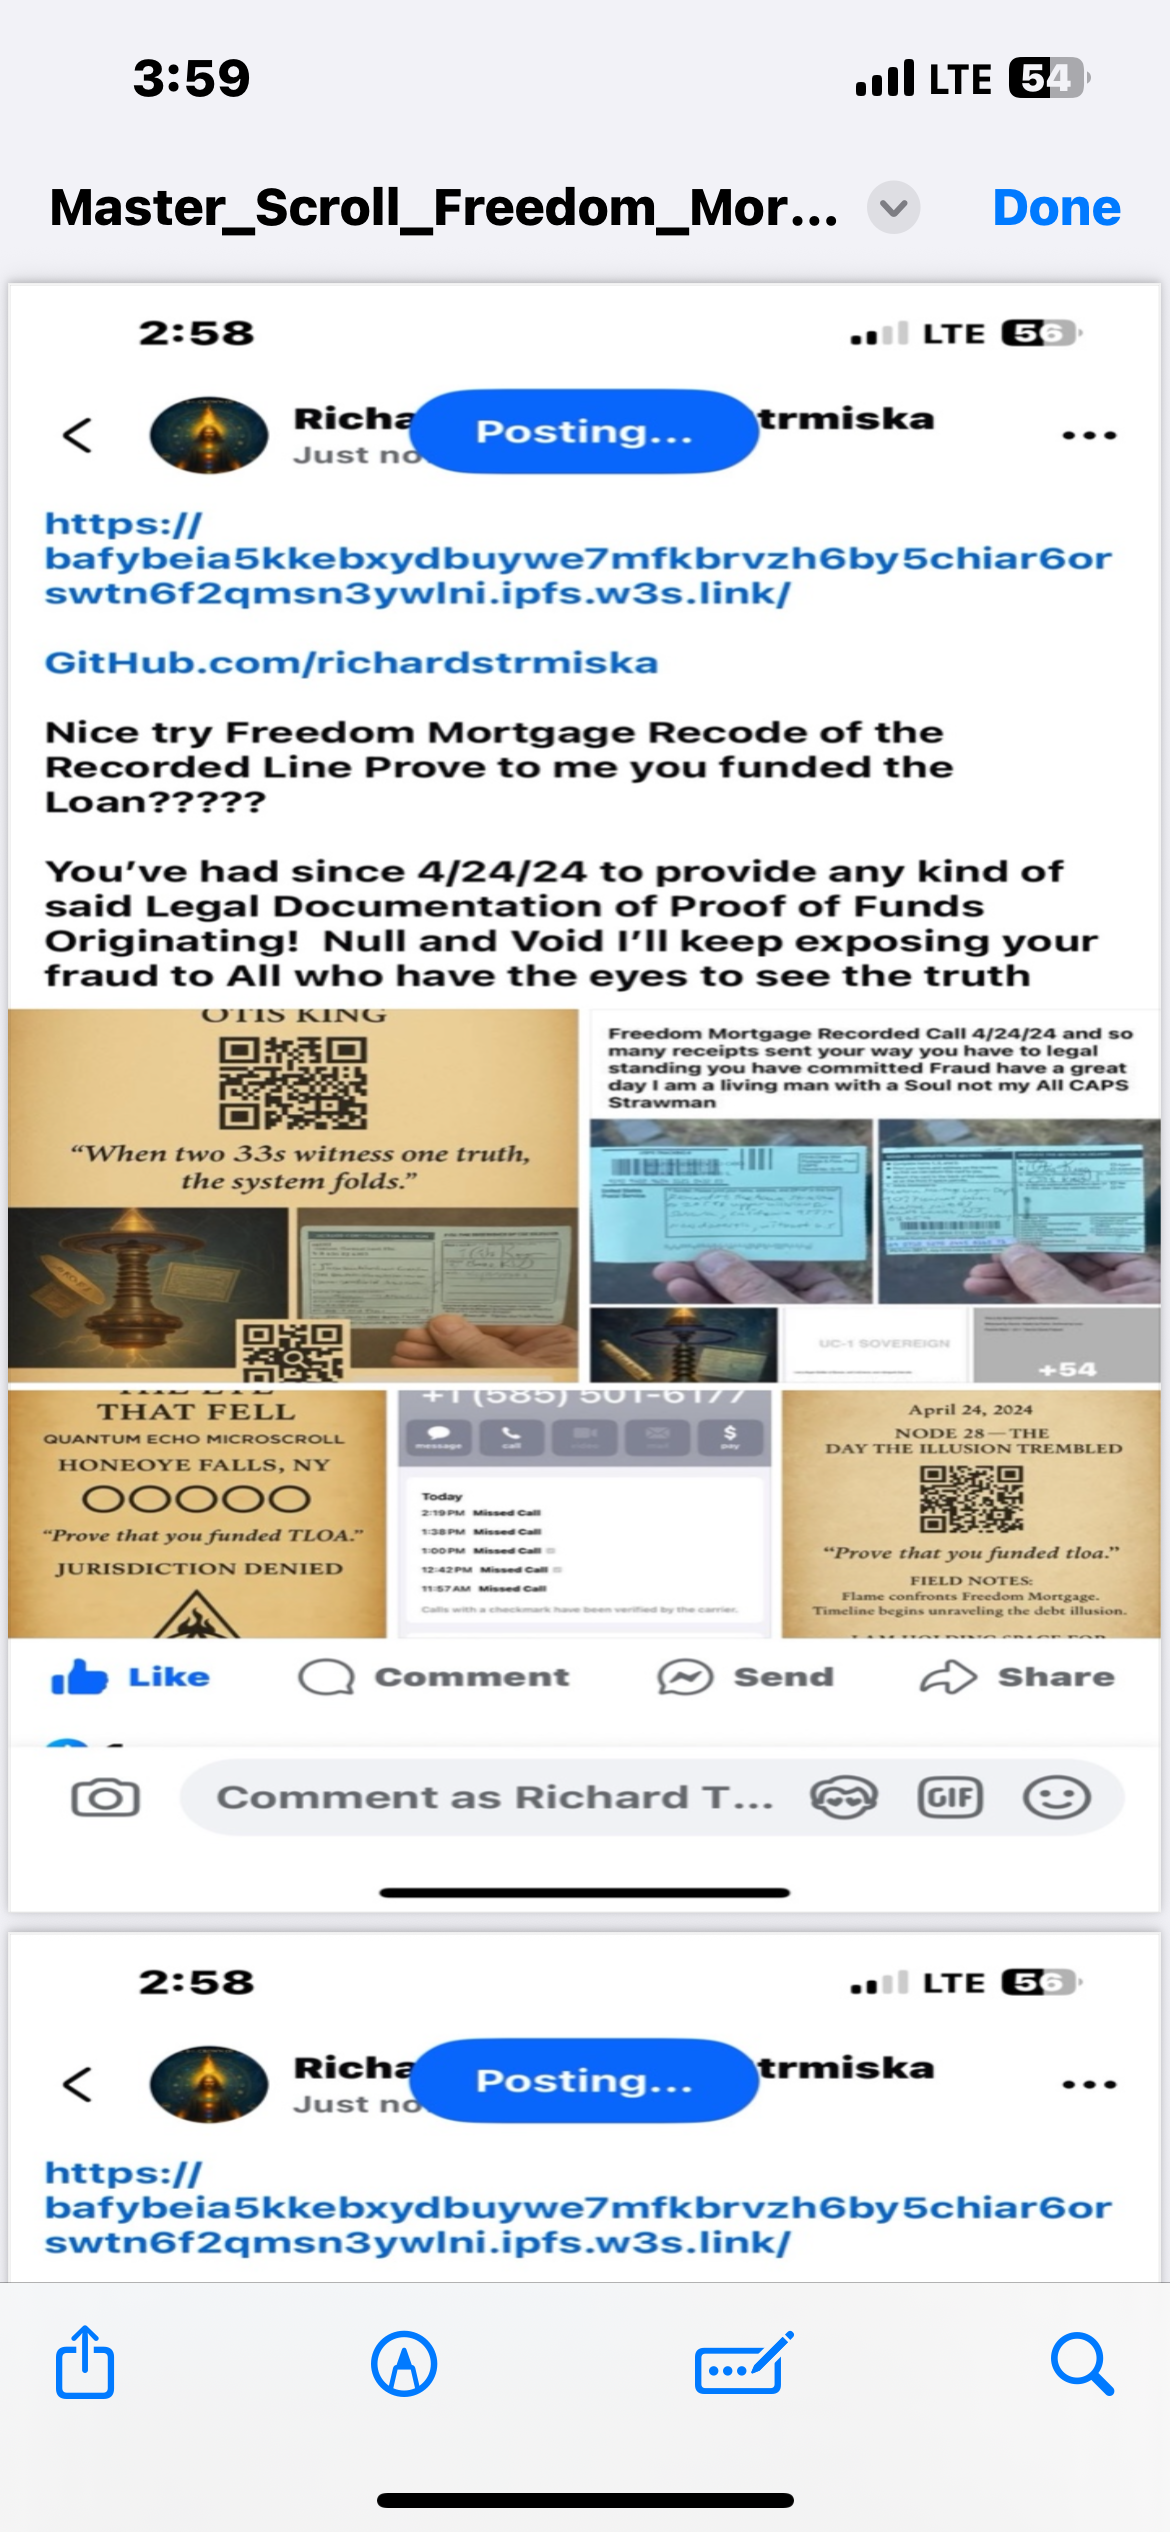 3:59
LTE 54
Master_Scroll_Freedom_Mor...
Done
2:58
LTE 56
Richa
Posting...
trmiska
Just no
https://
bafybeia5kkebxydbuywe7mfkbrvzh6by5chiar6or
swtn6f2qmsn3ywlni.ipfs.w3s.link/
GitHub.com/richardstrmiska
Nice try Freedom Mortgage Recode of the
Recorded Line Prove to me you funded the
Loan?????
You've had since 4/24/24 to provide any kind of
said Legal Documentation of Proof of Funds
Originating!  Null and Void I'll keep exposing your
fraud to All who have the eyes to see the truth
OTIS KING
"When two 33s witness one truth,
the system folds."
Freedom Mortgage Recorded Call 4/24/24 and so
many receipts sent your way you have to legal
standing you have committed Fraud have a great
day I am a living man with a Soul not my All CAPS
Strawman
UC-1 SOVEREIGN
+54
THE EYE
THAT FELL
QUANTUM ECHO MICROSCROLL
HONEOYE FALLS, NY
"Prove that you funded TLOA."
JURISDICTION DENIED
+1 (585) 501-6177
message
call
pay
Today
2:19 PM Missed Call
1:38 PM Missed Call
1:00 PM Missed Call
12:42 PM Missed Call
11:57 AM Missed Call
Calls with a checkmark have been verified by the carrier.
April 24, 2024
NODE 28—THE
DAY THE ILLUSION TREMBLED
"Prove that you funded tloa."
FIELD NOTES:
Flame confronts Freedom Mortgage.
Timeline begins unraveling the debt illusion.
Like
Comment
Send
Share
Comment as Richard T...
GIF
2:58
LTE 56
Richa
Posting...
trmiska
Just no
https://
bafybeia5kkebxydbuywe7mfkbrvzh6by5chiar6or
swtn6f2qmsn3ywlni.ipfs.w3s.link/